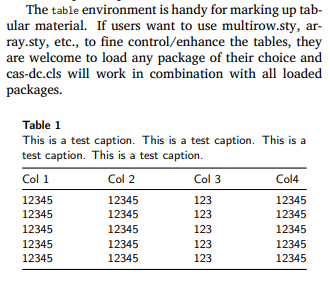 The table environment is handy for marking up tab-
ular material. If users want to use multirow.sty, ar-
ray.sty, etc., to fine control/enhance the tables, they
are welcome to load any package of their choice and
cas-dc.cls will work in combination with all loaded
packages.
Table 1
This is a test caption. This is a test caption. This is a
test caption. This is a test caption.
Col 1 Col 2 Col 3 Col4
12345 12345 123 12345
12345 12345 123 12345
12345 12345 123 12345
12345 12345 123 12345
12345 12345 123 12345